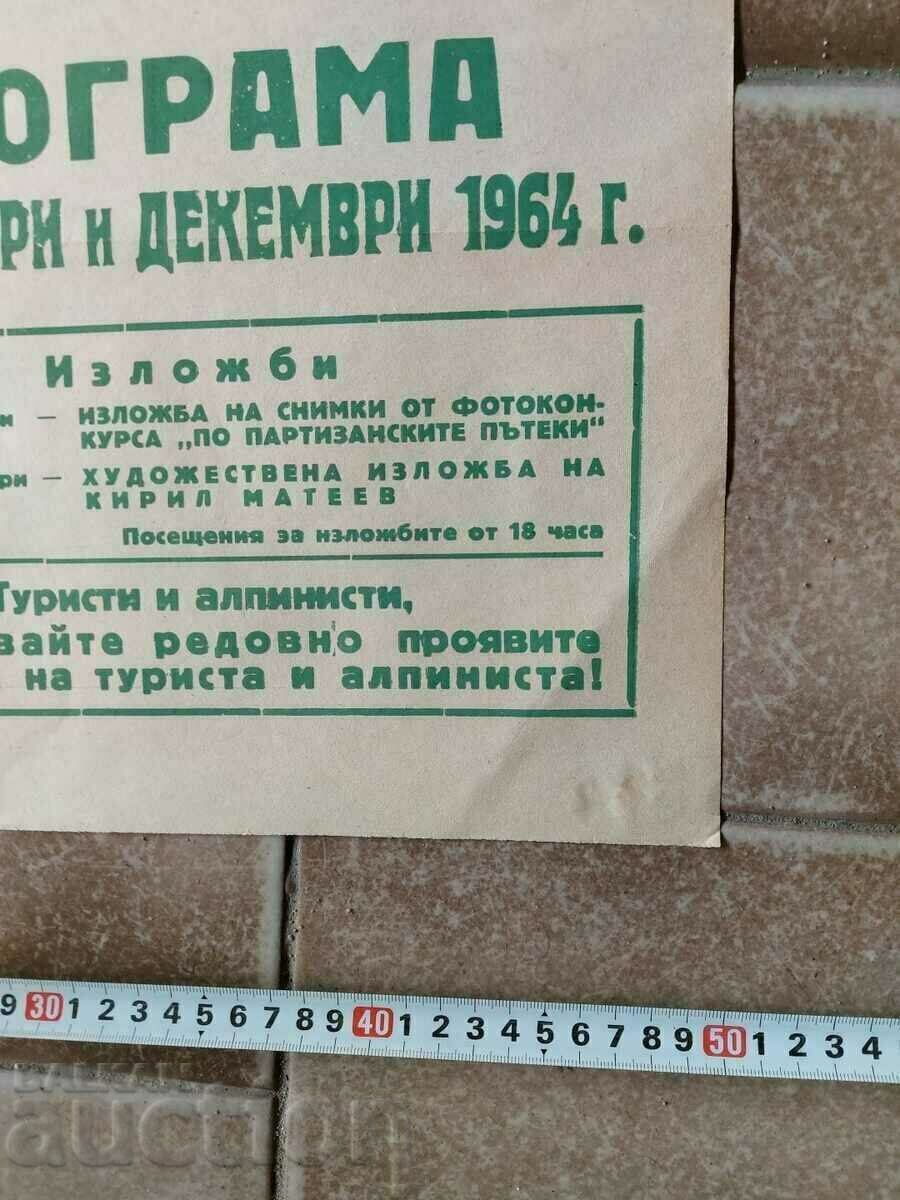 ОГРАМА
РИ и ДЕКЕМВРИ 1964 г.
Изложби
и — ИЗЛОЖБА НА СНИМКИ ОТ ФОТОКОН-
КУРСА „ПО ПАРТИЗАНСКИТЕ ПЪТЕКИ“
ри — ХУДОЖЕСТВЕНА ИЗЛОЖБА НА
КИРИЛ МАТЕЕВ
Посещения за изложбите от 18 часа
Туристи и алпинисти,
вайте редовно проявите
на туриста и алпиниста!
9 30 1 2 3 4 5 6 7 8 9 40 1 2 3 4 5 6 7 8 9 50 1 2 3 4
BALKAN
auction